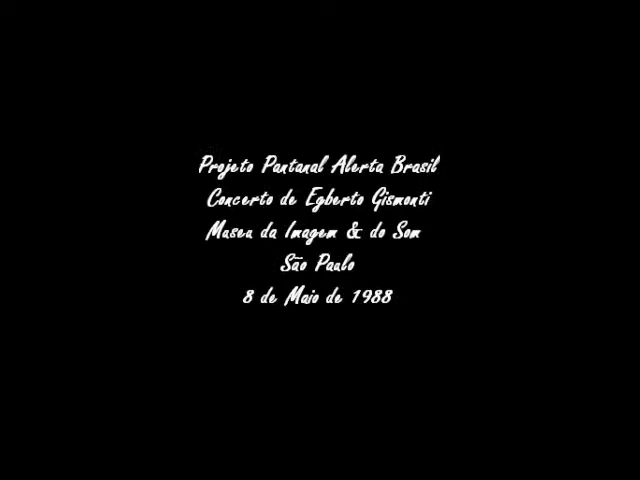 Projeto Pantanal Alerta Brasil
Concerto de Egberto Gismonti
Museu da Imagem & do Som
São Paulo
8 de Maio de 1988